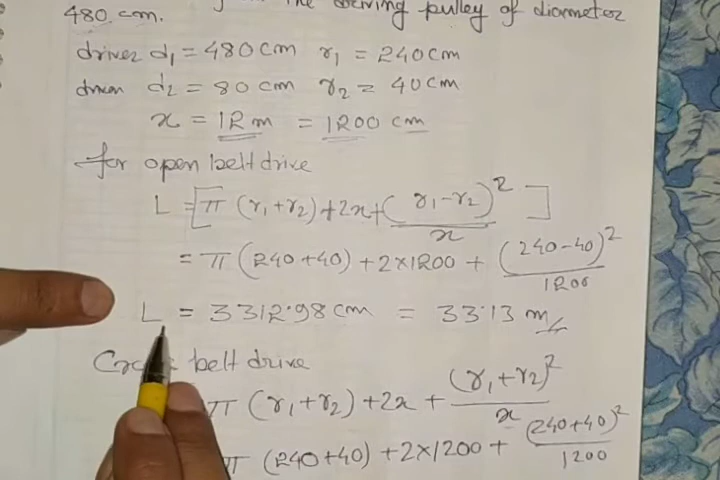 the driving pulley of diameter
480 cm.
driver d₁ = 480 cm r₁ = 240 cm
driven d₂ = 80 cm r₂ = 40 cm
x = 12 m = 1200 cm
for open belt drive
L = [π (r₁+r₂) + 2x + (r₁-r₂)²/x ]
= π (240+40) + 2×1200 + (240-40)²/1200
L = 3312.98 cm = 33.13 m
belt drive
π (r₁+r₂) + 2x + (r₁+r₂)²/x
π (240+40) + 2×1200 + (240+40)²/1200